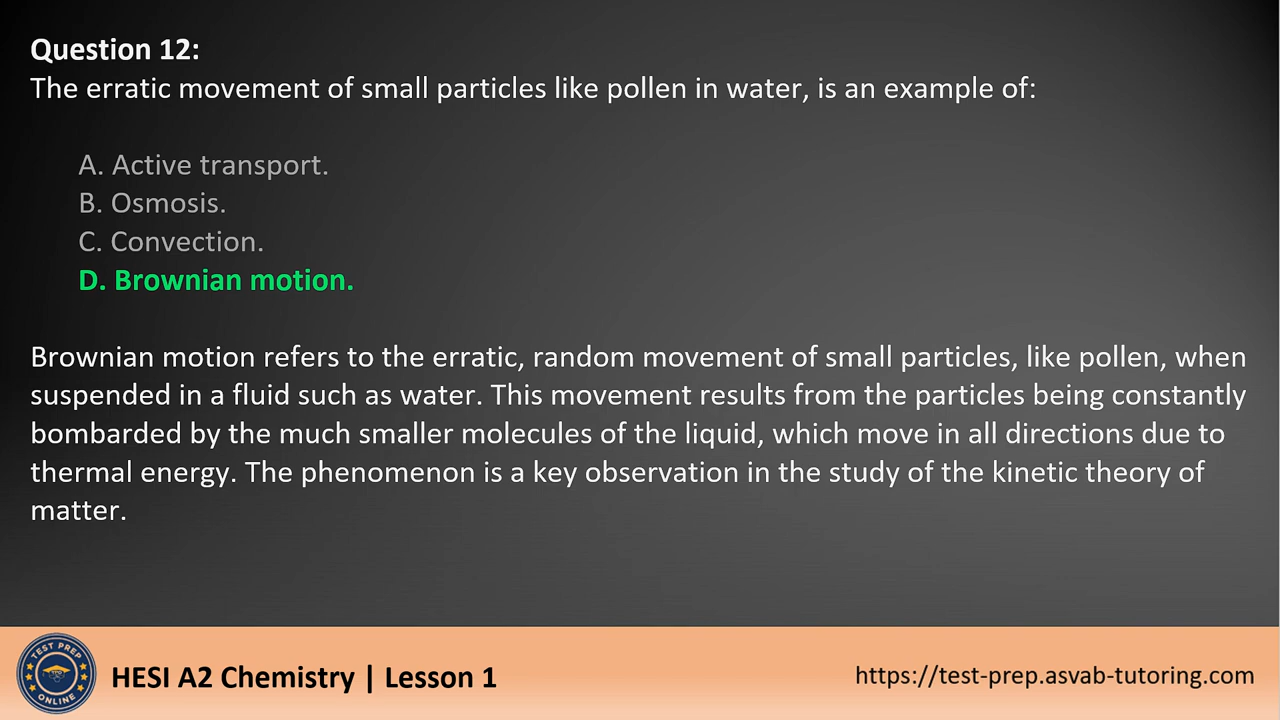 Question 12:
The erratic movement of small particles like pollen in water, is an example of:
A. Active transport.
B. Osmosis.
C. Convection.
D. Brownian motion.
Brownian motion refers to the erratic, random movement of small particles, like pollen, when
suspended in a fluid such as water. This movement results from the particles being constantly
bombarded by the much smaller molecules of the liquid, which move in all directions due to
thermal energy. The phenomenon is a key observation in the study of the kinetic theory of
matter.
TEST PREP
ONLINE
HESI A2 Chemistry | Lesson 1
https://test-prep.asvab-tutoring.com